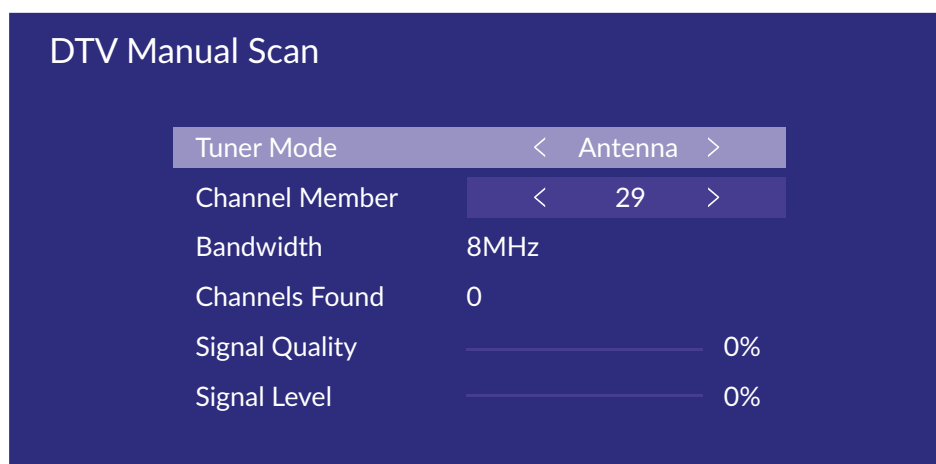 DTV Manual Scan
Tuner Mode < Antenna >
Channel Member < 29 >
Bandwidth 8MHz
Channels Found 0
Signal Quality 0%
Signal Level 0%